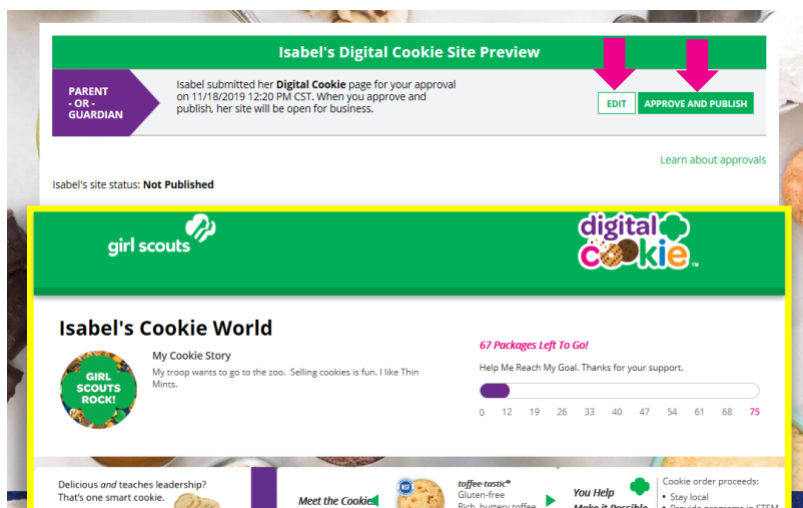 Isabel's Digital Cookie Site Preview
PARENT
- OR -
GUARDIAN
Isabel submitted her Digital Cookie page for your approval
on 11/18/2019 12:20 PM CST. When you approve and
publish, her site will be open for business.
EDIT
APPROVE AND PUBLISH
Learn about approvals
Isabel's site status: Not Published
girl scouts
digital
cookie™
Isabel's Cookie World
GIRL
SCOUTS
ROCK!
My Cookie Story
My troop wants to go to the zoo. Selling cookies is fun. I like Thin
Mints.
67 Packages Left To Go!
Help Me Reach My Goal. Thanks for your support.
0 12 19 26 33 40 47 54 61 68 75
Delicious and teaches leadership?
That's one smart cookie.
Meet the Cookies
toffee-tastic®
Gluten-free
Rich, buttery toffee
You Help
Make it Possible
Cookie order proceeds:
• Stay local
• Provide programs in STEM